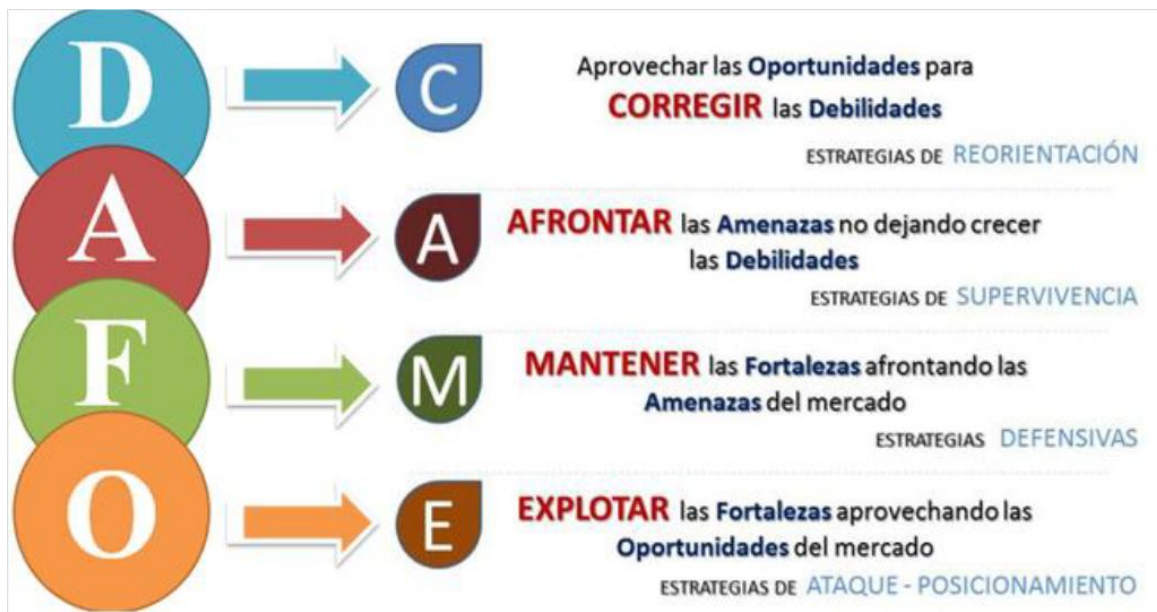 D
C
Aprovechar las Oportunidades para
CORREGIR las Debilidades
ESTRATEGIAS DE REORIENTACIÓN
A
A
AFRONTAR las Amenazas no dejando crecer
las Debilidades
ESTRATEGIAS DE SUPERVIVENCIA
F
M
MANTENER las Fortalezas afrontando las
Amenazas del mercado
ESTRATEGIAS DEFENSIVAS
O
E
EXPLOTAR las Fortalezas aprovechando las
Oportunidades del mercado
ESTRATEGIAS DE ATAQUE - POSICIONAMIENTO